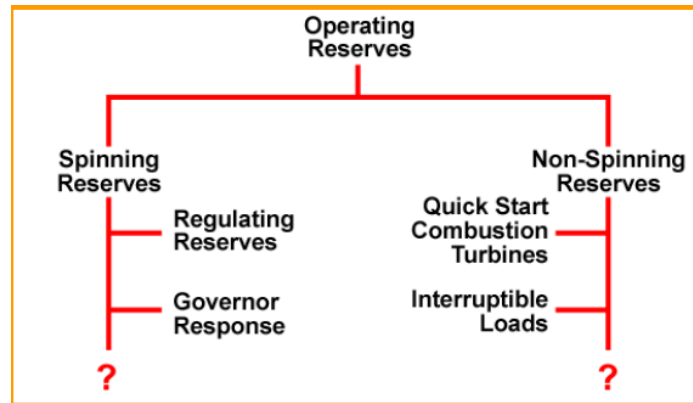 Operating
Reserves
Spinning
Reserves
Non-Spinning
Reserves
Regulating
Reserves
Quick Start
Combustion
Turbines
Governor
Response
Interruptible
Loads
?
?